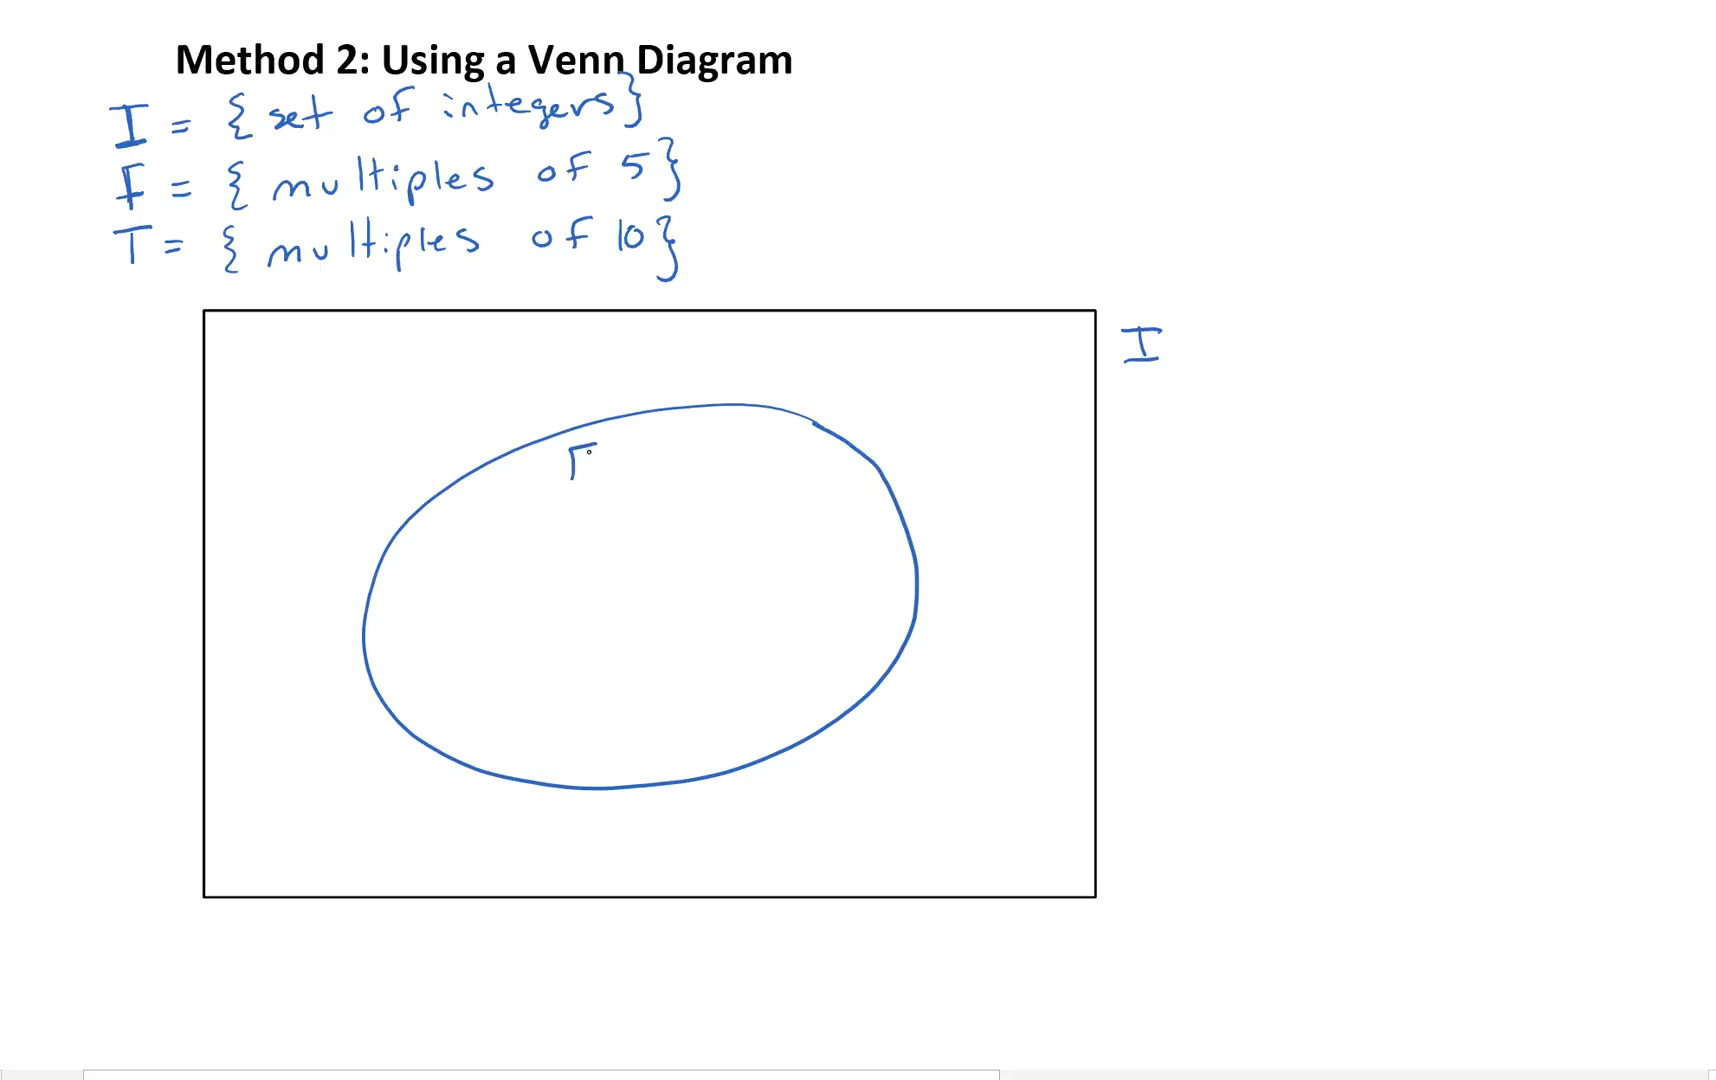 Method 2: Using a Venn Diagram
I = { set of integers}
F = { multiples of 5}
T = { multiples of 10}
I